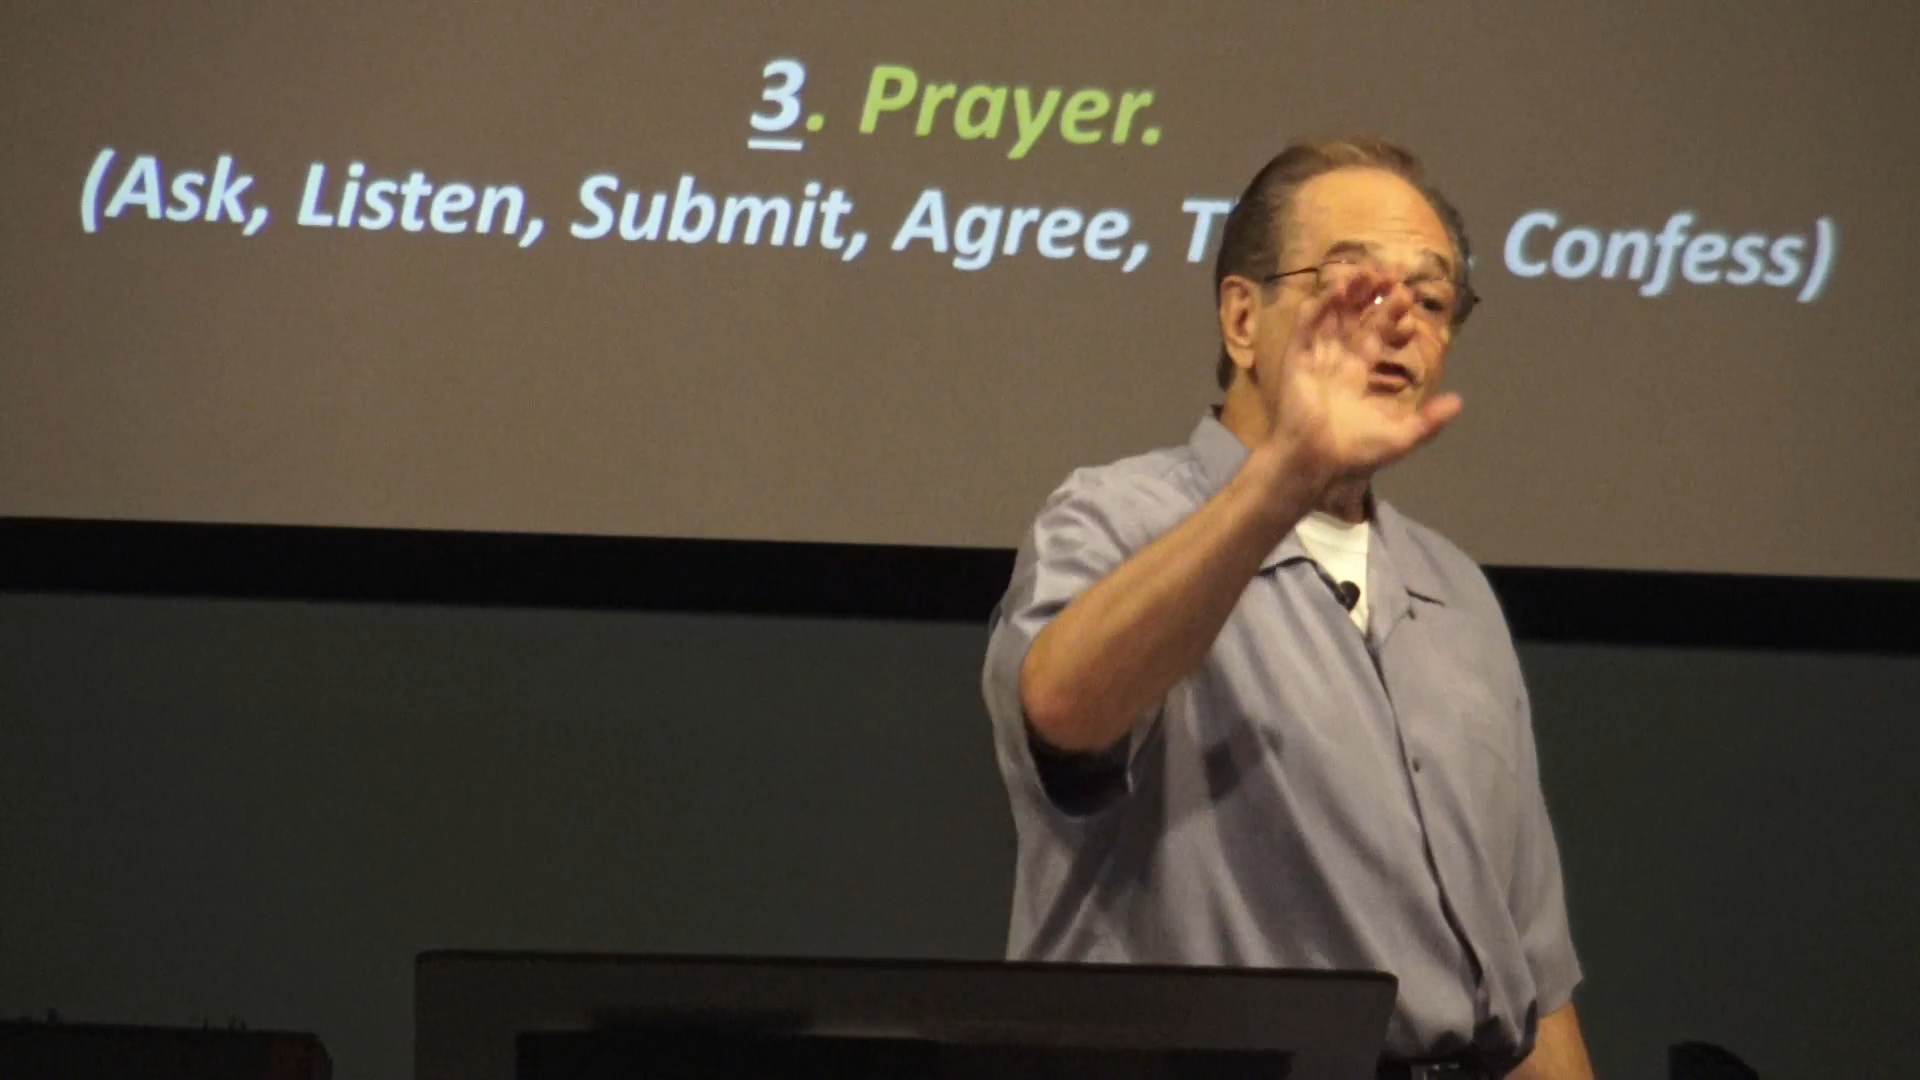 3. Prayer.
(Ask, Listen, Submit, Agree, Confess)